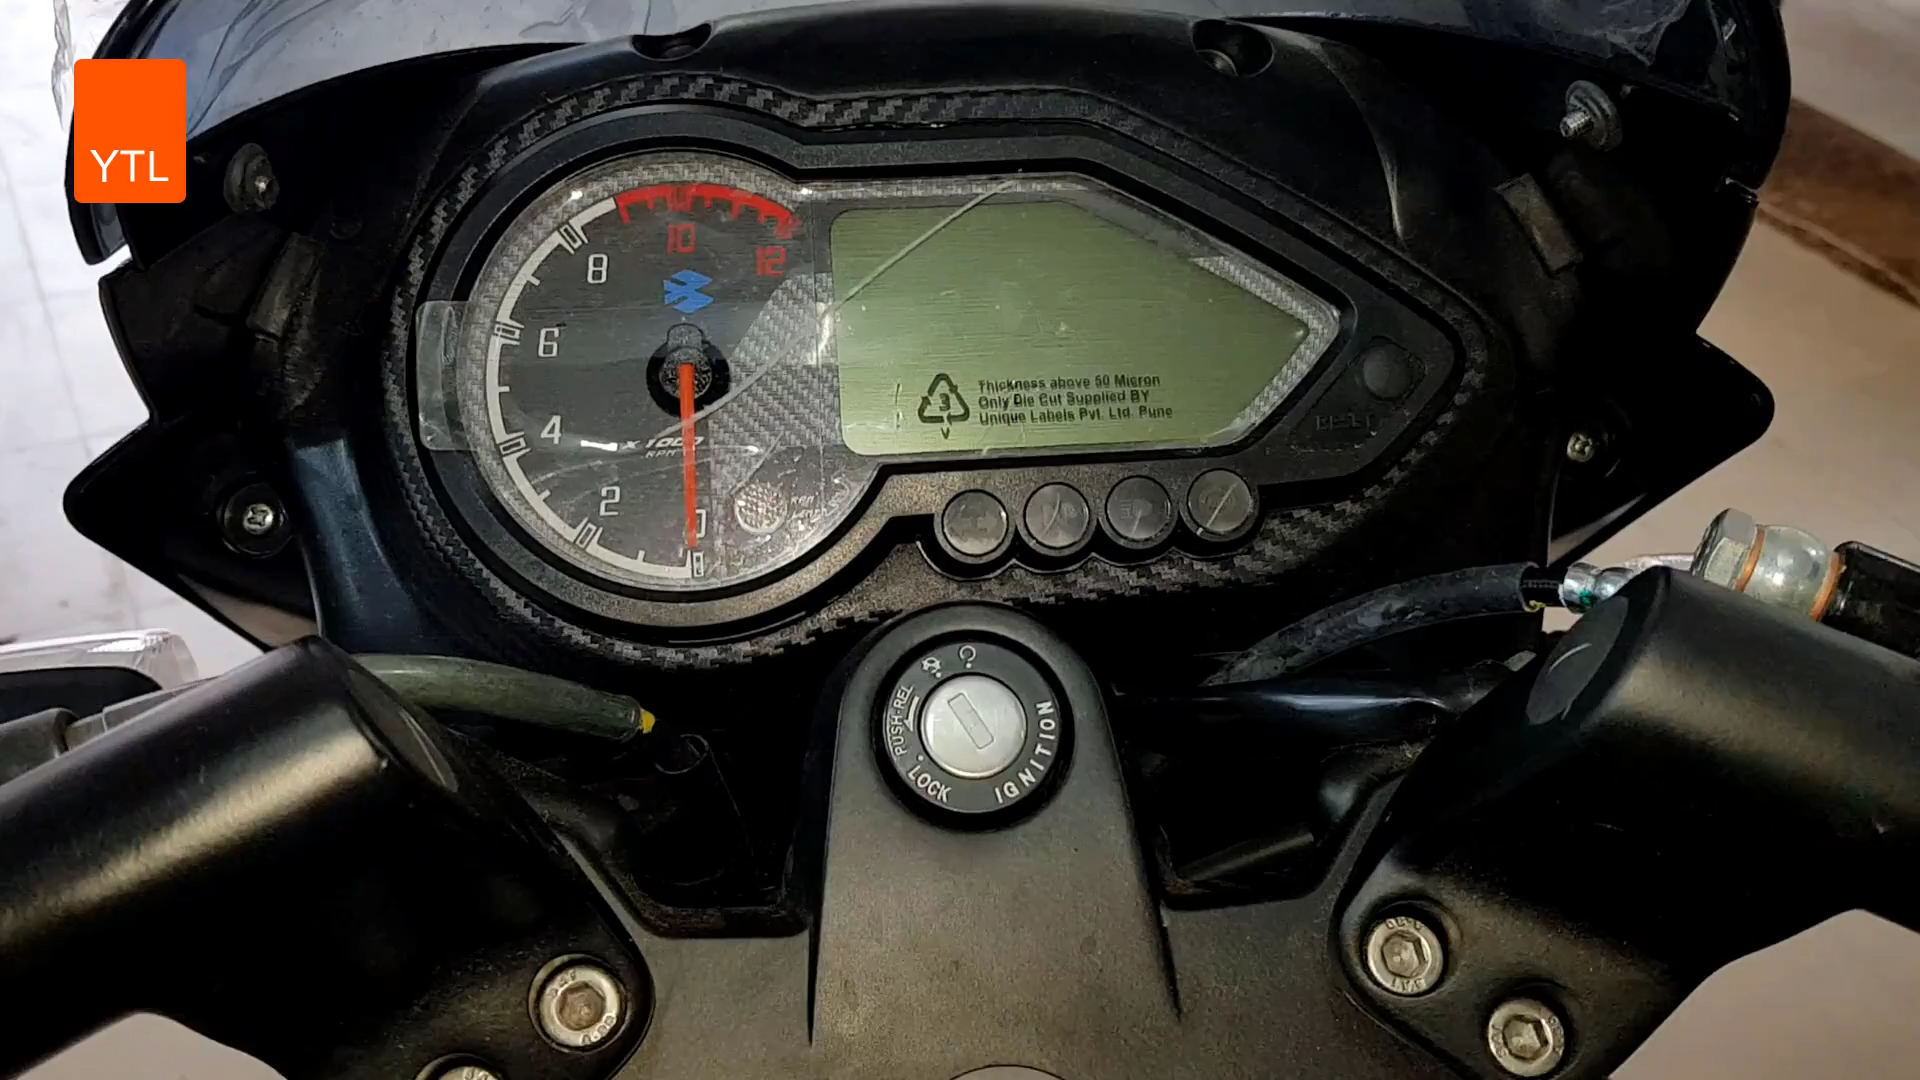 YTL
10
12
8
6
4
2
0
x 1000
RPM
Thickness above 50 Micron
Only Die Cut Supplied BY
Unique Labels Pvt. Ltd. Pune
3
V
PUSH-REL
LOCK
IGNITION